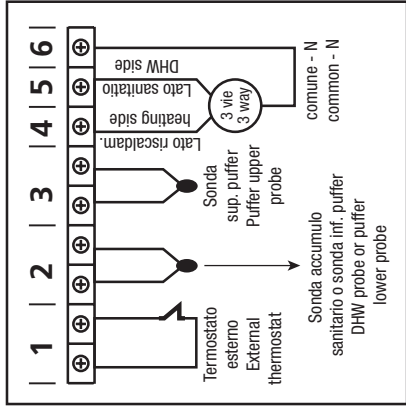 1 2 3 4 5 6
Termostato
esterno
External
thermostat
Sonda accumulo
sanitario o sonda inf. puffer
DHW probe or puffer
lower probe
Sonda
sup. puffer
Puffer upper
probe
Lato riscaldam.
heating side
Lato sanitatio
DHW side
3 vie
3 way
comune - N
common - N